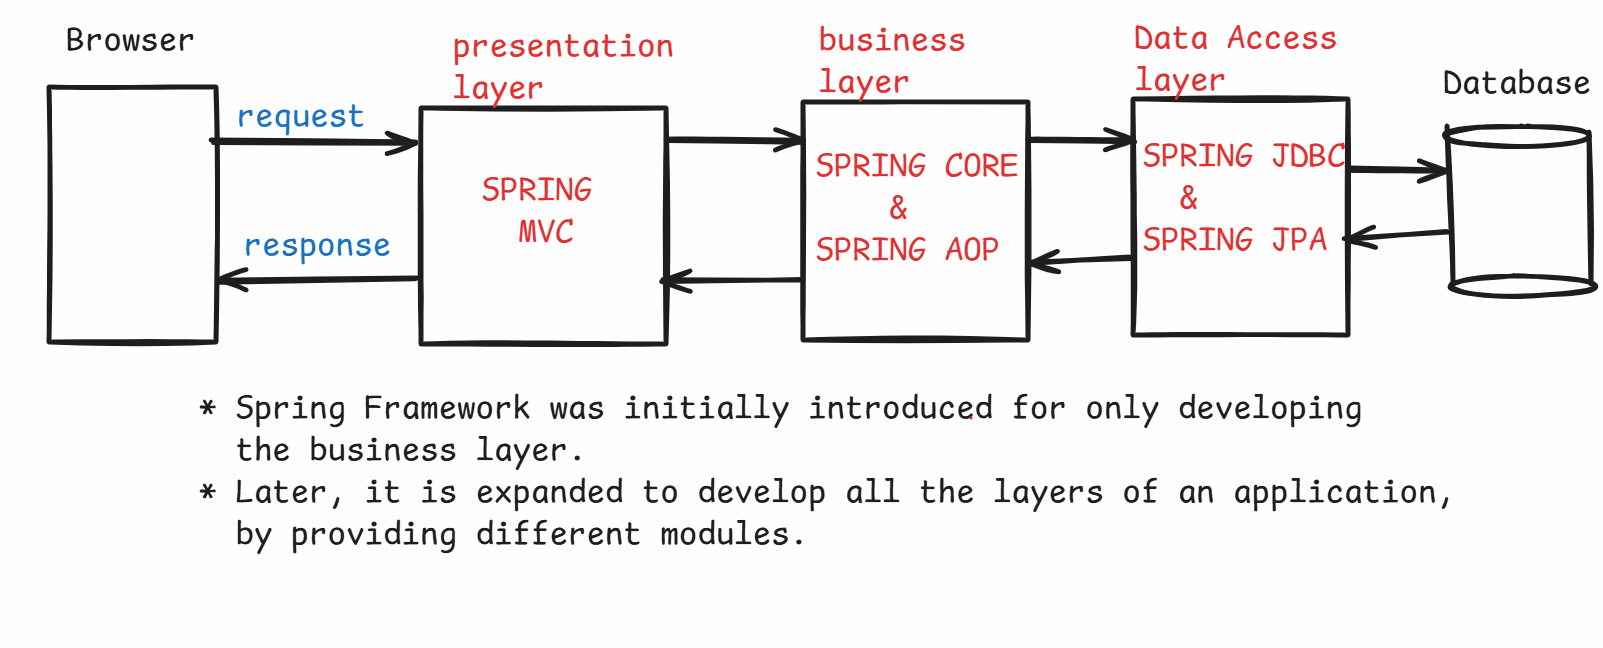 Browser
presentation
layer
business
layer
Data Access
layer
Database
request
response
SPRING
MVC
SPRING CORE
&
SPRING AOP
SPRING JDBC
&
SPRING JPA
* Spring Framework was initially introduced for only developing
the business layer.
* Later, it is expanded to develop all the layers of an application,
by providing different modules.